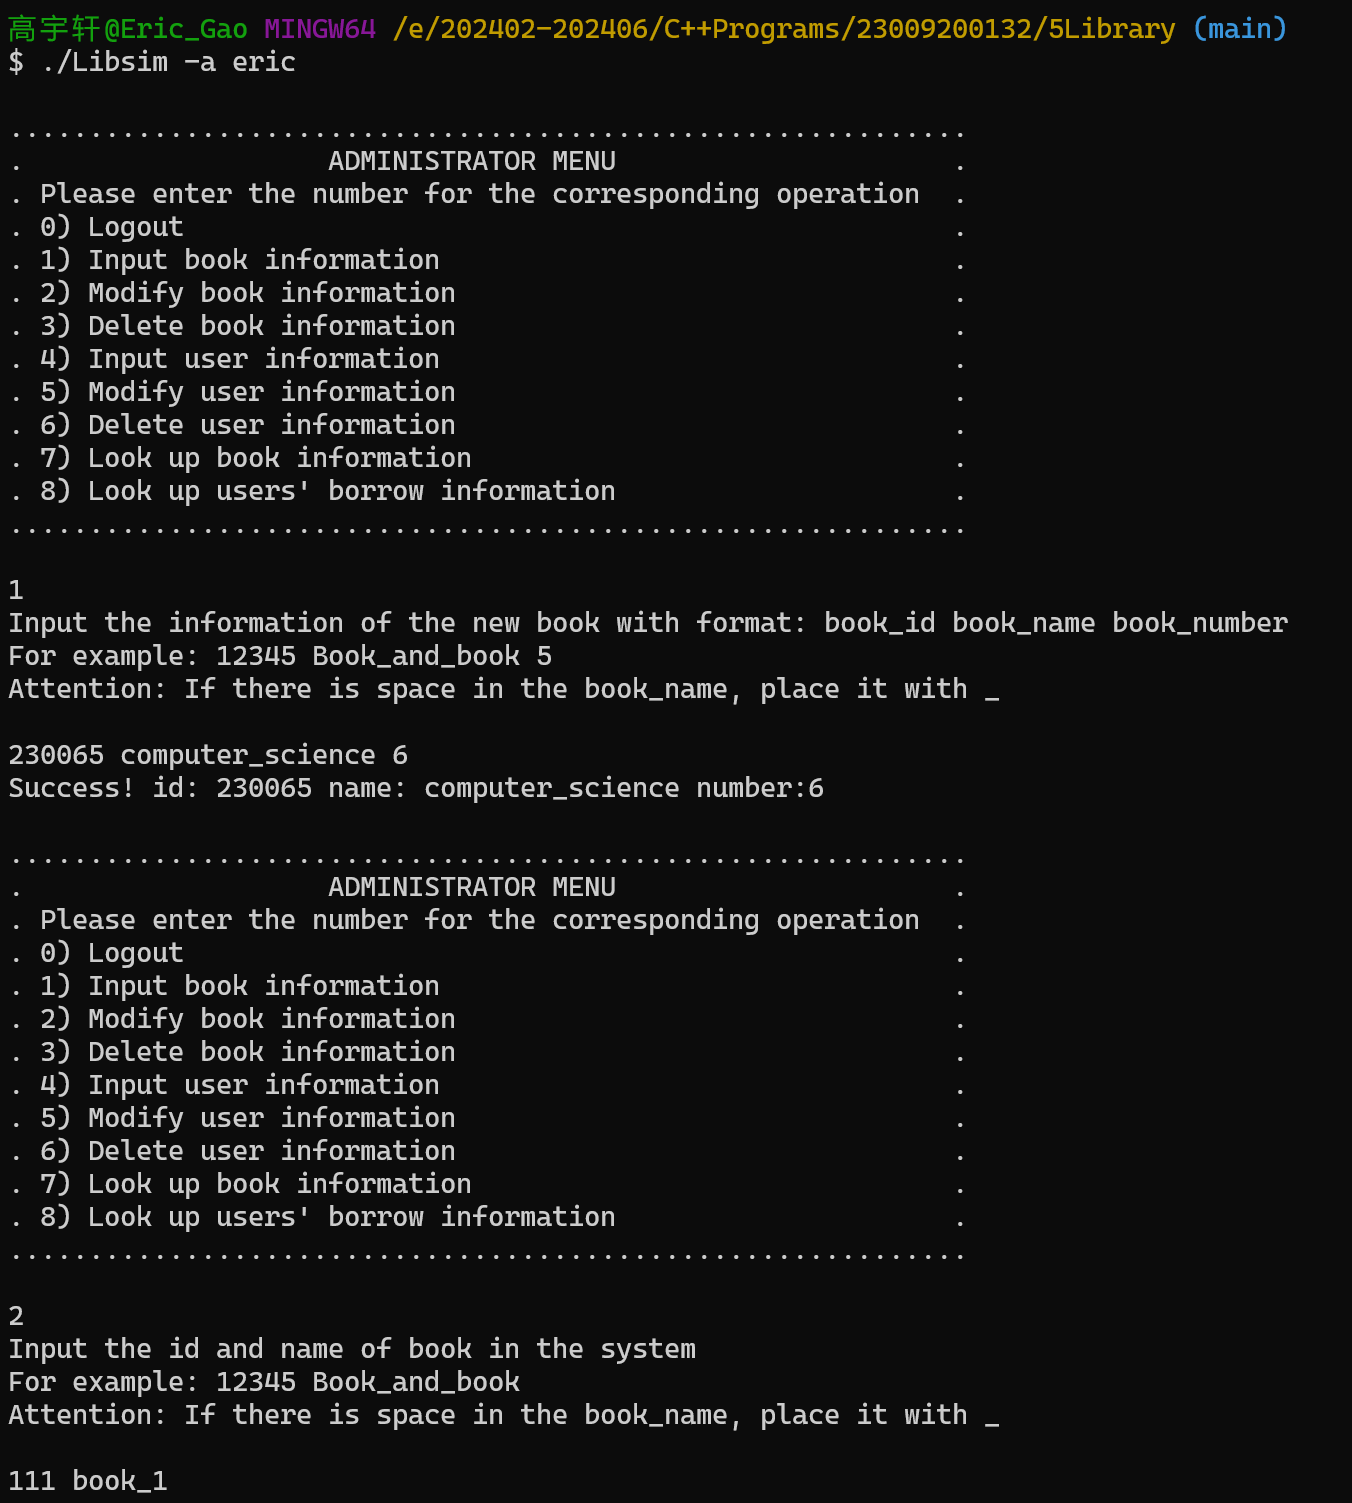 高宇轩@Eric_Gao MINGW64 /e/202402-202406/C++Programs/23009200132/5Library (main)
$ ./Libsim -a eric
............................................................
.                   ADMINISTRATOR MENU                     .
. Please enter the number for the corresponding operation  .
. 0) Logout                                                .
. 1) Input book information                                .
. 2) Modify book information                               .
. 3) Delete book information                               .
. 4) Input user information                                .
. 5) Modify user information                               .
. 6) Delete user information                               .
. 7) Look up book information                              .
. 8) Look up users' borrow information                     .
............................................................
1
Input the information of the new book with format: book_id book_name book_number
For example: 12345 Book_and_book 5
Attention: If there is space in the book_name, place it with _
230065 computer_science 6
Success! id: 230065 name: computer_science number:6
............................................................
.                   ADMINISTRATOR MENU                     .
. Please enter the number for the corresponding operation  .
. 0) Logout                                                .
. 1) Input book information                                .
. 2) Modify book information                               .
. 3) Delete book information                               .
. 4) Input user information                                .
. 5) Modify user information                               .
. 6) Delete user information                               .
. 7) Look up book information                              .
. 8) Look up users' borrow information                     .
............................................................
2
Input the id and name of book in the system
For example: 12345 Book_and_book
Attention: If there is space in the book_name, place it with _
111 book_1